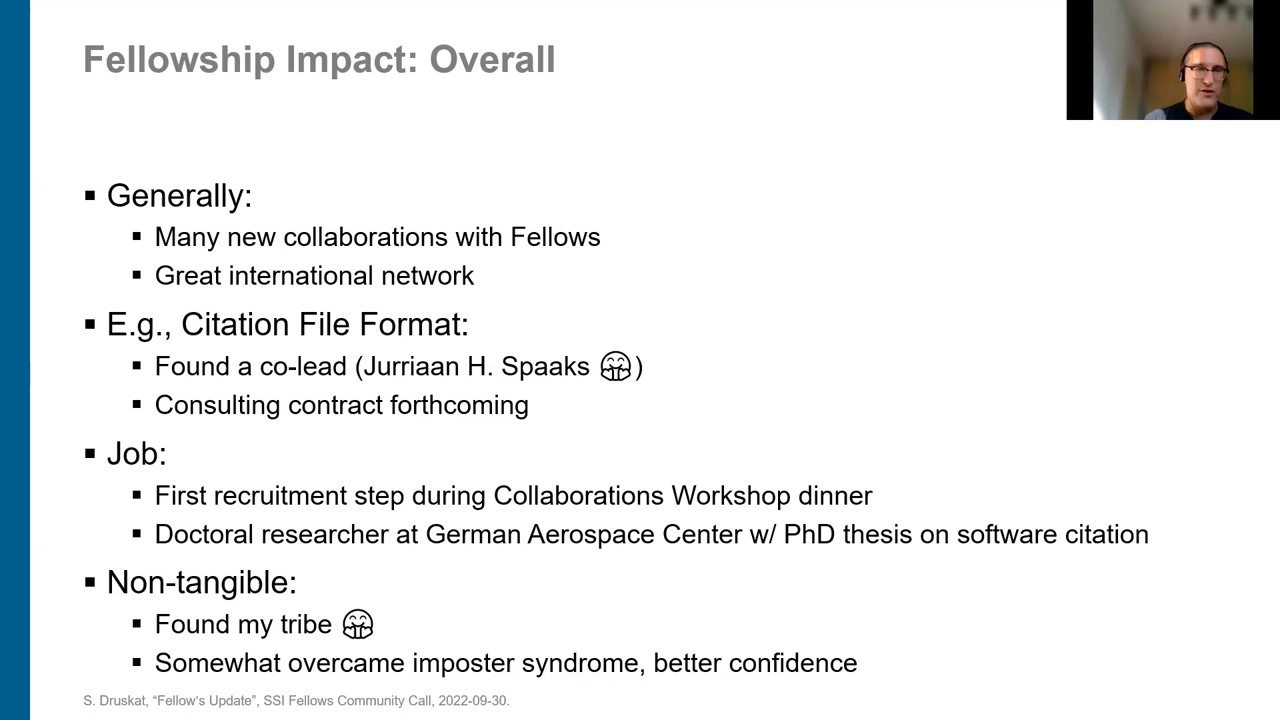 Fellowship Impact: Overall
▪ Generally:
▪ Many new collaborations with Fellows
▪ Great international network
▪ E.g., Citation File Format:
▪ Found a co-lead (Jurriaan H. Spaaks 🤗)
▪ Consulting contract forthcoming
▪ Job:
▪ First recruitment step during Collaborations Workshop dinner
▪ Doctoral researcher at German Aerospace Center w/ PhD thesis on software citation
▪ Non-tangible:
▪ Found my tribe 🤗
▪ Somewhat overcame imposter syndrome, better confidence
S. Druskat, “Fellow’s Update”, SSI Fellows Community Call, 2022-09-30.